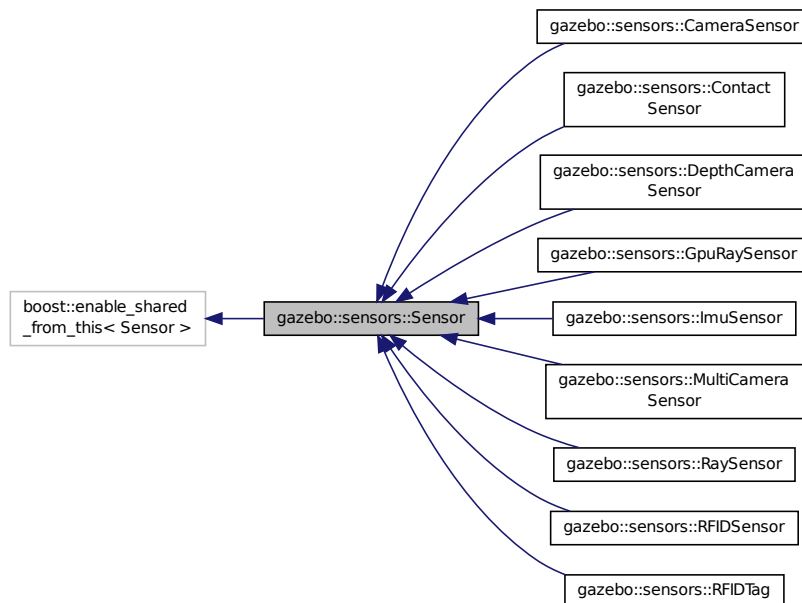 gazebo::sensors::CameraSensor
gazebo::sensors::Contact
Sensor
gazebo::sensors::DepthCamera
Sensor
gazebo::sensors::GpuRaySensor
boost::enable_shared
_from_this< Sensor >
gazebo::sensors::Sensor
gazebo::sensors::ImuSensor
gazebo::sensors::MultiCamera
Sensor
gazebo::sensors::RaySensor
gazebo::sensors::RFIDSensor
gazebo::sensors::RFIDTag